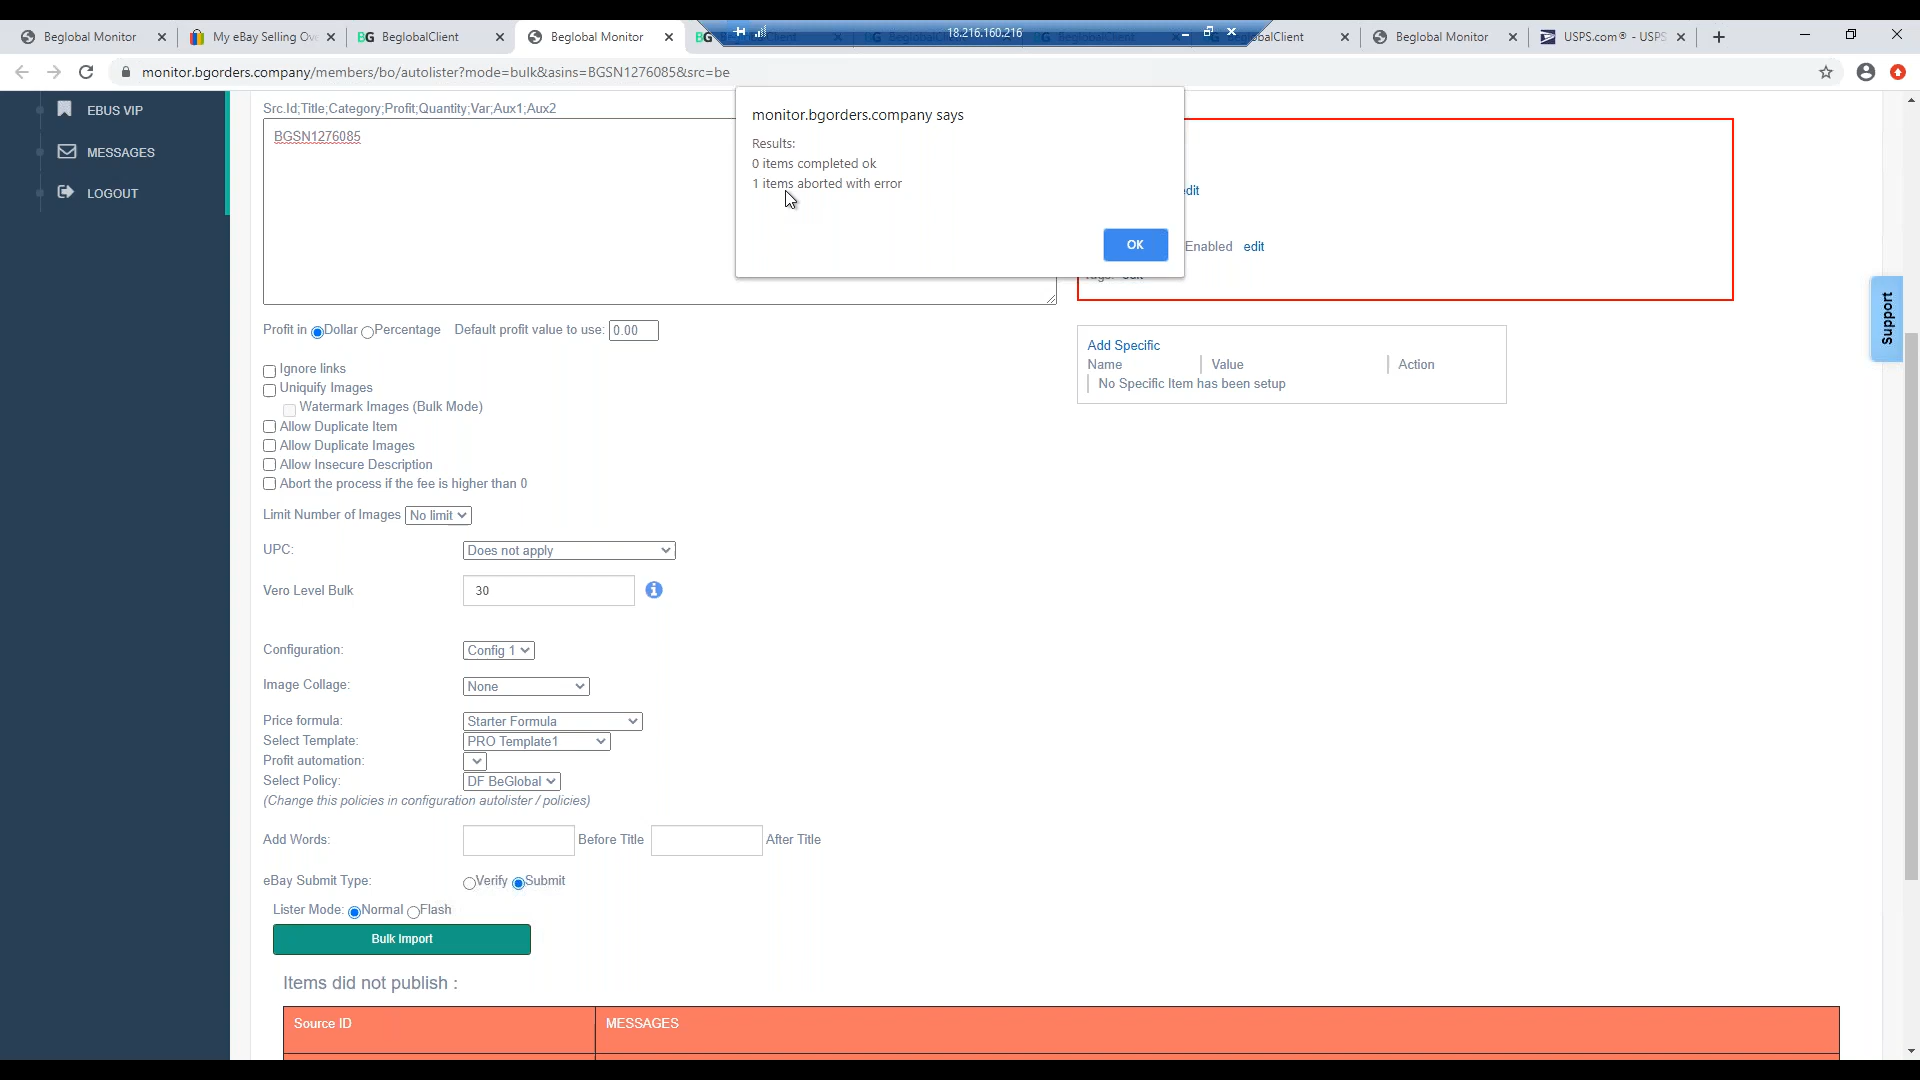 Beglobal Monitor
My eBay Selling Ov
BG BeglobalClient
Beglobal Monitor
18.216.160.216
balClient
Beglobal Monitor
USPS.com® - USPS
monitor.bgorders.company/members/bo/autolister?mode=bulk&asins=BGSN1276085&src=be
EBUS VIP
MESSAGES
LOGOUT
Src.Id;Title;Category;Profit;Quantity;Var;Aux1;Aux2
BGSN1276085
monitor.bgorders.company says
Results:
0 items completed ok
1 items aborted with error
OK
edit
Enabled edit
Support
Profit in Dollar Percentage Default profit value to use: 0.00
Ignore links
Uniquify Images
Watermark Images (Bulk Mode)
Allow Duplicate Item
Allow Duplicate Images
Allow Insecure Description
Abort the process if the fee is higher than 0
Limit Number of Images No limit
UPC: Does not apply
Vero Level Bulk 30
Configuration: Config 1
Image Collage: None
Price formula: Starter Formula
Select Template: PRO Template1
Profit automation:
Select Policy: DF BeGlobal
(Change this policies in configuration autolister / policies)
Add Words: Before Title After Title
eBay Submit Type: Verify Submit
Lister Mode: Normal Flash
Bulk Import
Add Specific
Name Value Action
No Specific Item has been setup
Items did not publish :
Source ID MESSAGES